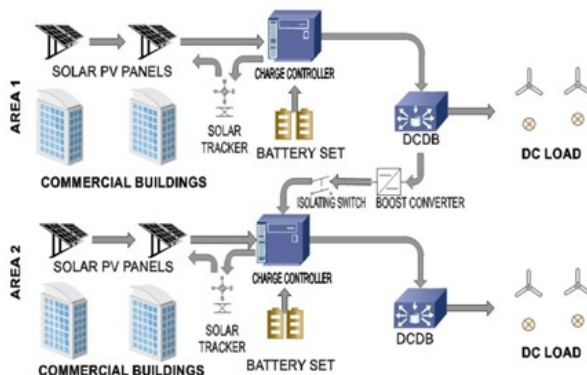 AREA 1
SOLAR PV PANELS
CHARGE CONTROLLER
SOLAR
TRACKER
BATTERY SET
DCDB
DC LOAD
COMMERCIAL BUILDINGS
ISOLATING SWITCH
BOOST CONVERTER
AREA 2
SOLAR PV PANELS
CHARGE CONTROLLER
SOLAR
TRACKER
BATTERY SET
DCDB
DC LOAD
COMMERCIAL BUILDINGS